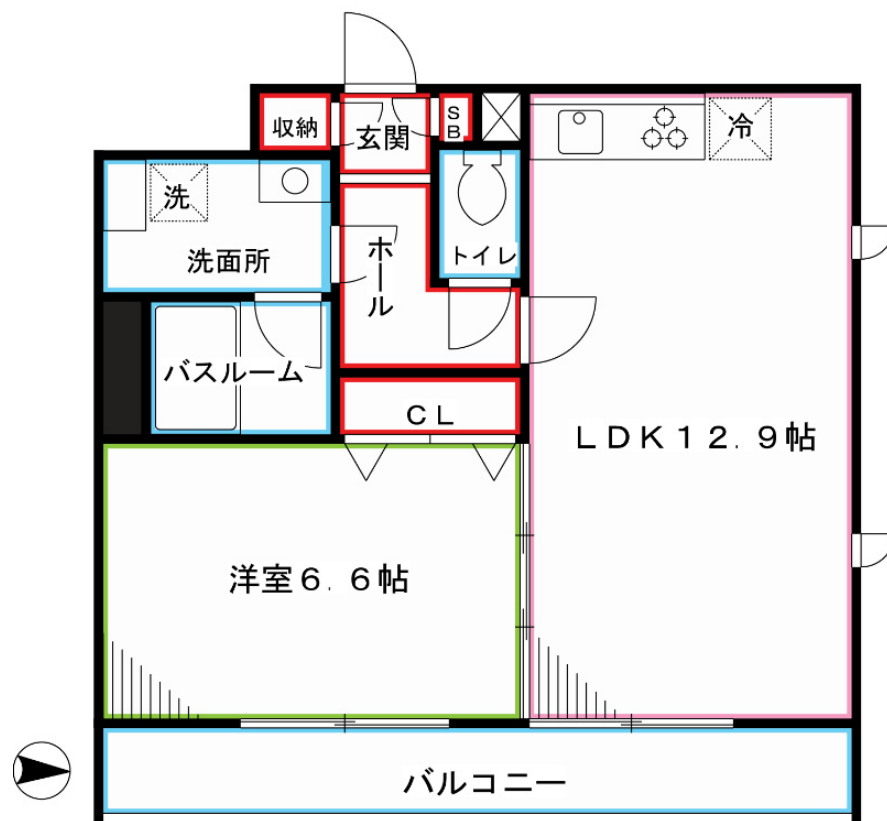 収納
玄関
SB
冷
洗
洗面所
ホール
トイレ
バスルーム
CL
LDK12.9帖
洋室6.6帖
バルコニー